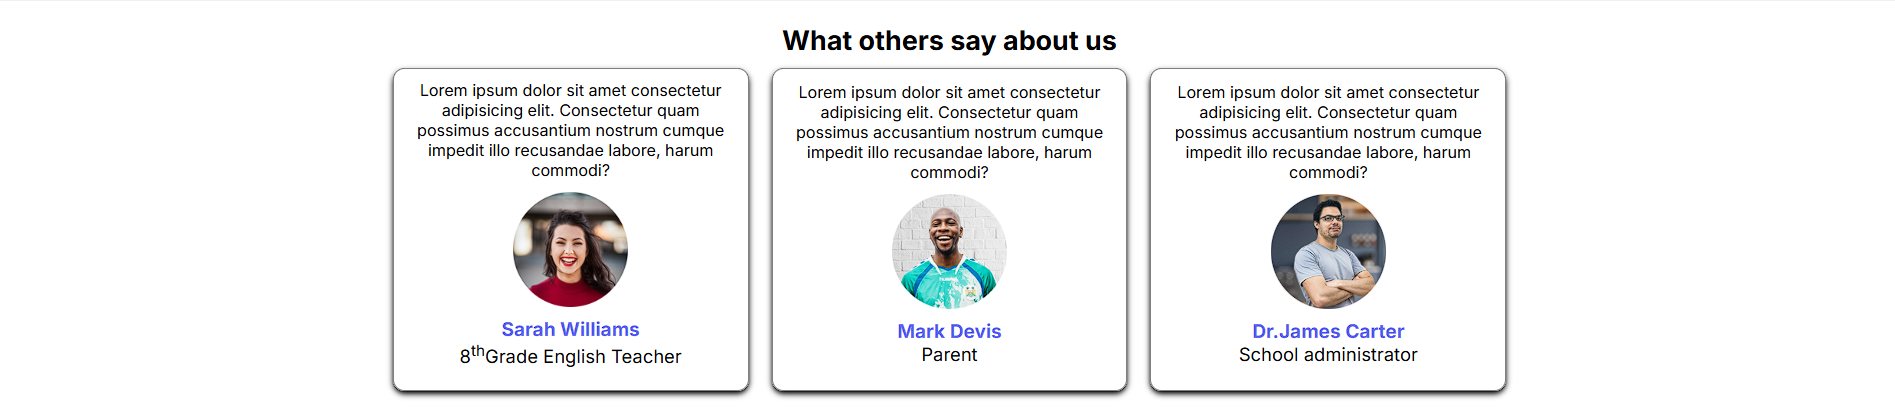 What others say about us
Lorem ipsum dolor sit amet consectetur
adipisicing elit. Consectetur quam
possimus accusantium nostrum cumque
impedit illo recusandae labore, harum
commodi?
Sarah Williams
8thGrade English Teacher
Lorem ipsum dolor sit amet consectetur
adipisicing elit. Consectetur quam
possimus accusantium nostrum cumque
impedit illo recusandae labore, harum
commodi?
Mark Devis
Parent
Lorem ipsum dolor sit amet consectetur
adipisicing elit. Consectetur quam
possimus accusantium nostrum cumque
impedit illo recusandae labore, harum
commodi?
Dr.James Carter
School administrator